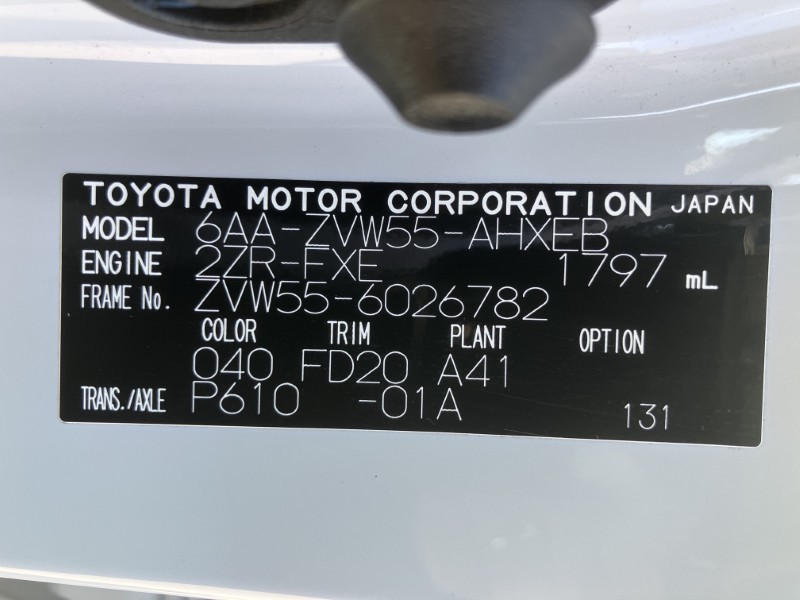 TOYOTA MOTOR CORPORATION JAPAN
MODEL 6AA-ZVW55-AHXEB
ENGINE 2ZR-FXE 1797 mL
FRAME No. ZVW55-6026782
COLOR TRIM PLANT OPTION
040 FD20 A41
TRANS./AXLE P610 -01A 131